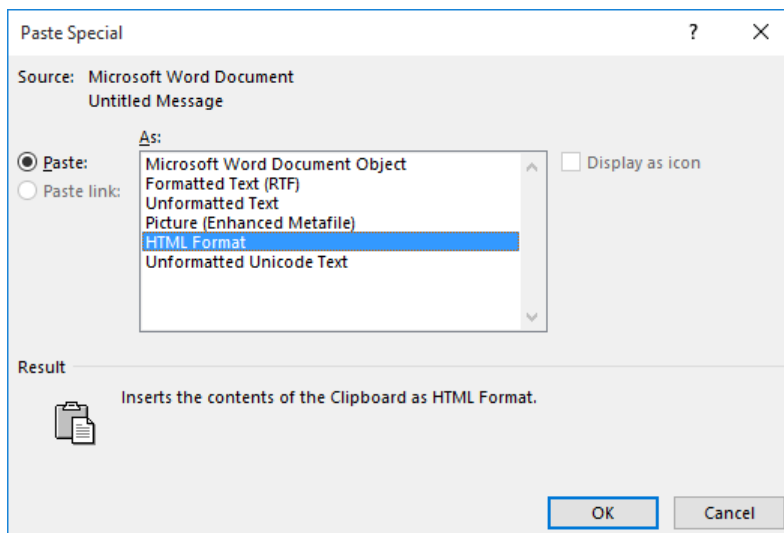 Paste Special
Source: Microsoft Word Document
Untitled Message
As:
Paste:
Paste link:
Microsoft Word Document Object
Formatted Text (RTF)
Unformatted Text
Picture (Enhanced Metafile)
HTML Format
Unformatted Unicode Text
Display as icon
Result
Inserts the contents of the Clipboard as HTML Format.
OK Cancel